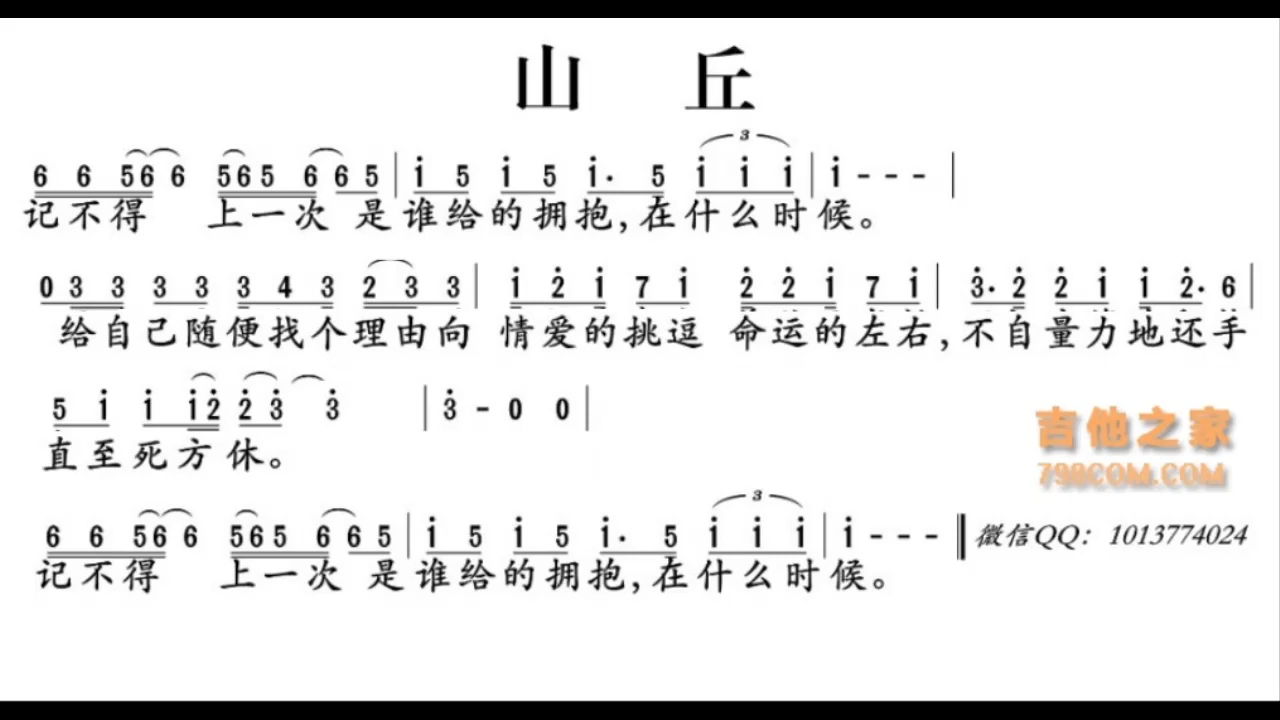 山 丘
3
6 6 56 6 565 6 6 5 | i 5 i 5 i· 5 i i i | i - - - |
记不得 上一次 是谁给的拥抱,在什么时候。
0 3 3 3 3 3 4 3 2 3 3 | i 2̇ i 7 i 2̇ 2̇ i 7 i | 3̇· 2̇ 2̇ i i 2̇· 6 |
给自己随便找个理由向 情爱的挑逗 命运的左右,不自量力地还手
5 i i i2̇ 2̇ 3̇ 3̇ | 3̇ - 0 0 |
直至死方休。
吉他之家
798COM.COM
3
6 6 56 6 565 6 6 5 | i 5 i 5 i· 5 i i i | i - - - ‖ 微信QQ: 1013774024
记不得 上一次 是谁给的拥抱,在什么时候。